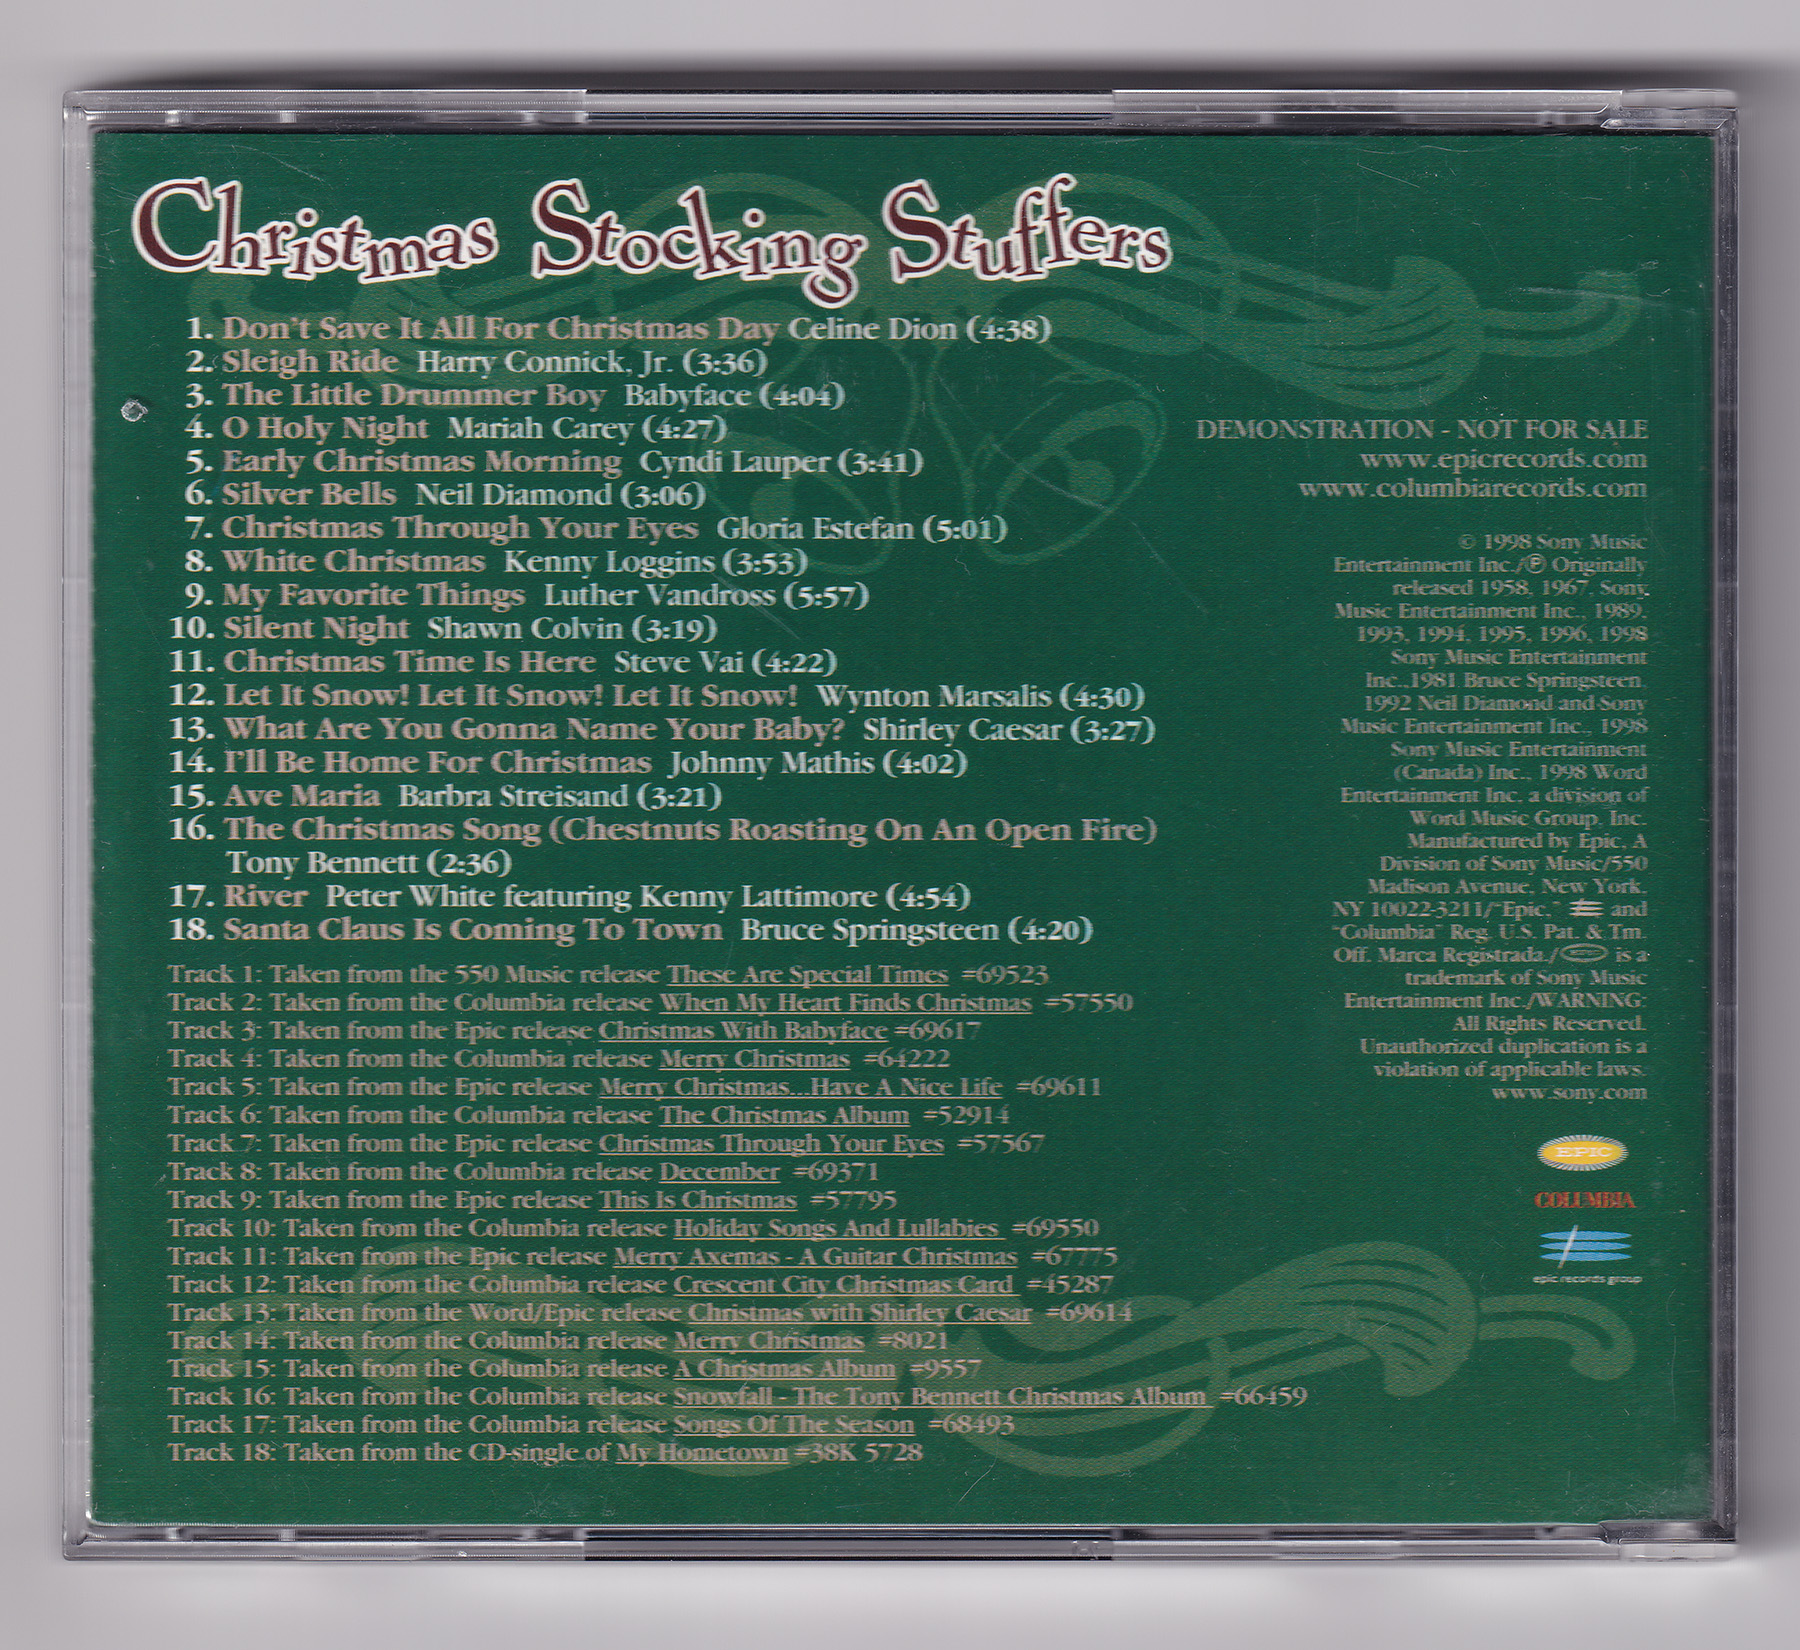 Christmas Stocking Stuffers
1. Don't Save It All For Christmas Day Celine Dion (4:38)
2. Sleigh Ride Harry Connick, Jr. (3:36)
3. The Little Drummer Boy Babyface (4:04)
4. O Holy Night Mariah Carey (4:27)
5. Early Christmas Morning Cyndi Lauper (3:41)
6. Silver Bells Neil Diamond (3:06)
7. Christmas Through Your Eyes Gloria Estefan (5:01)
8. White Christmas Kenny Loggins (3:53)
9. My Favorite Things Luther Vandross (5:57)
10. Silent Night Shawn Colvin (3:19)
11. Christmas Time Is Here Steve Vai (4:22)
12. Let It Snow! Let It Snow! Let It Snow! Wynton Marsalis (4:30)
13. What Are You Gonna Name Your Baby? Shirley Caesar (3:27)
14. I'll Be Home For Christmas Johnny Mathis (4:02)
15. Ave Maria Barbra Streisand (3:21)
16. The Christmas Song (Chestnuts Roasting On An Open Fire)
Tony Bennett (2:36)
17. River Peter White featuring Kenny Lattimore (4:54)
18. Santa Claus Is Coming To Town Bruce Springsteen (4:20)
Track 1: Taken from the 550 Music release These Are Special Times #69523
Track 2: Taken from the Columbia release When My Heart Finds Christmas #57550
Track 3: Taken from the Epic release Christmas With Babyface #69617
Track 4: Taken from the Columbia release Merry Christmas #64222
Track 5: Taken from the Epic release Merry Christmas...Have A Nice Life #69611
Track 6: Taken from the Columbia release The Christmas Album #52914
Track 7: Taken from the Epic release Christmas Through Your Eyes #57567
Track 8: Taken from the Columbia release December #69371
Track 9: Taken from the Epic release This Is Christmas #57795
Track 10: Taken from the Columbia release Holiday Songs And Lullabies #69550
Track 11: Taken from the Epic release Merry Axemas - A Guitar Christmas #67775
Track 12: Taken from the Columbia release Crescent City Christmas Card #45287
Track 13: Taken from the Word/Epic release Christmas with Shirley Caesar #69614
Track 14: Taken from the Columbia release Merry Christmas #8021
Track 15: Taken from the Columbia release A Christmas Album #9557
Track 16: Taken from the Columbia release Snowfall - The Tony Bennett Christmas Album #66459
Track 17: Taken from the Columbia release Songs Of The Season #68493
Track 18: Taken from the CD-single of My Hometown #38K 5728
DEMONSTRATION - NOT FOR SALE
www.epicrecords.com
www.columbiarecords.com
© 1998 Sony Music
Entertainment Inc./℗ Originally
released 1958, 1967, Sony
Music Entertainment Inc., 1989,
1993, 1994, 1995, 1996, 1998
Sony Music Entertainment
Inc.,1981 Bruce Springsteen,
1992 Neil Diamond and Sony
Music Entertainment Inc., 1998
Sony Music Entertainment
(Canada) Inc., 1998 Word
Entertainment Inc. a division of
Word Music Group, Inc.
Manufactured by Epic, A
Division of Sony Music/550
Madison Avenue, New York,
NY 10022-3211/"Epic," and
"Columbia" Reg. U.S. Pat. & Tm.
Off. Marca Registrada./ is a
trademark of Sony Music
Entertainment Inc./WARNING:
All Rights Reserved.
Unauthorized duplication is a
violation of applicable laws.
www.sony.com
EPIC
COLUMBIA
epic records group